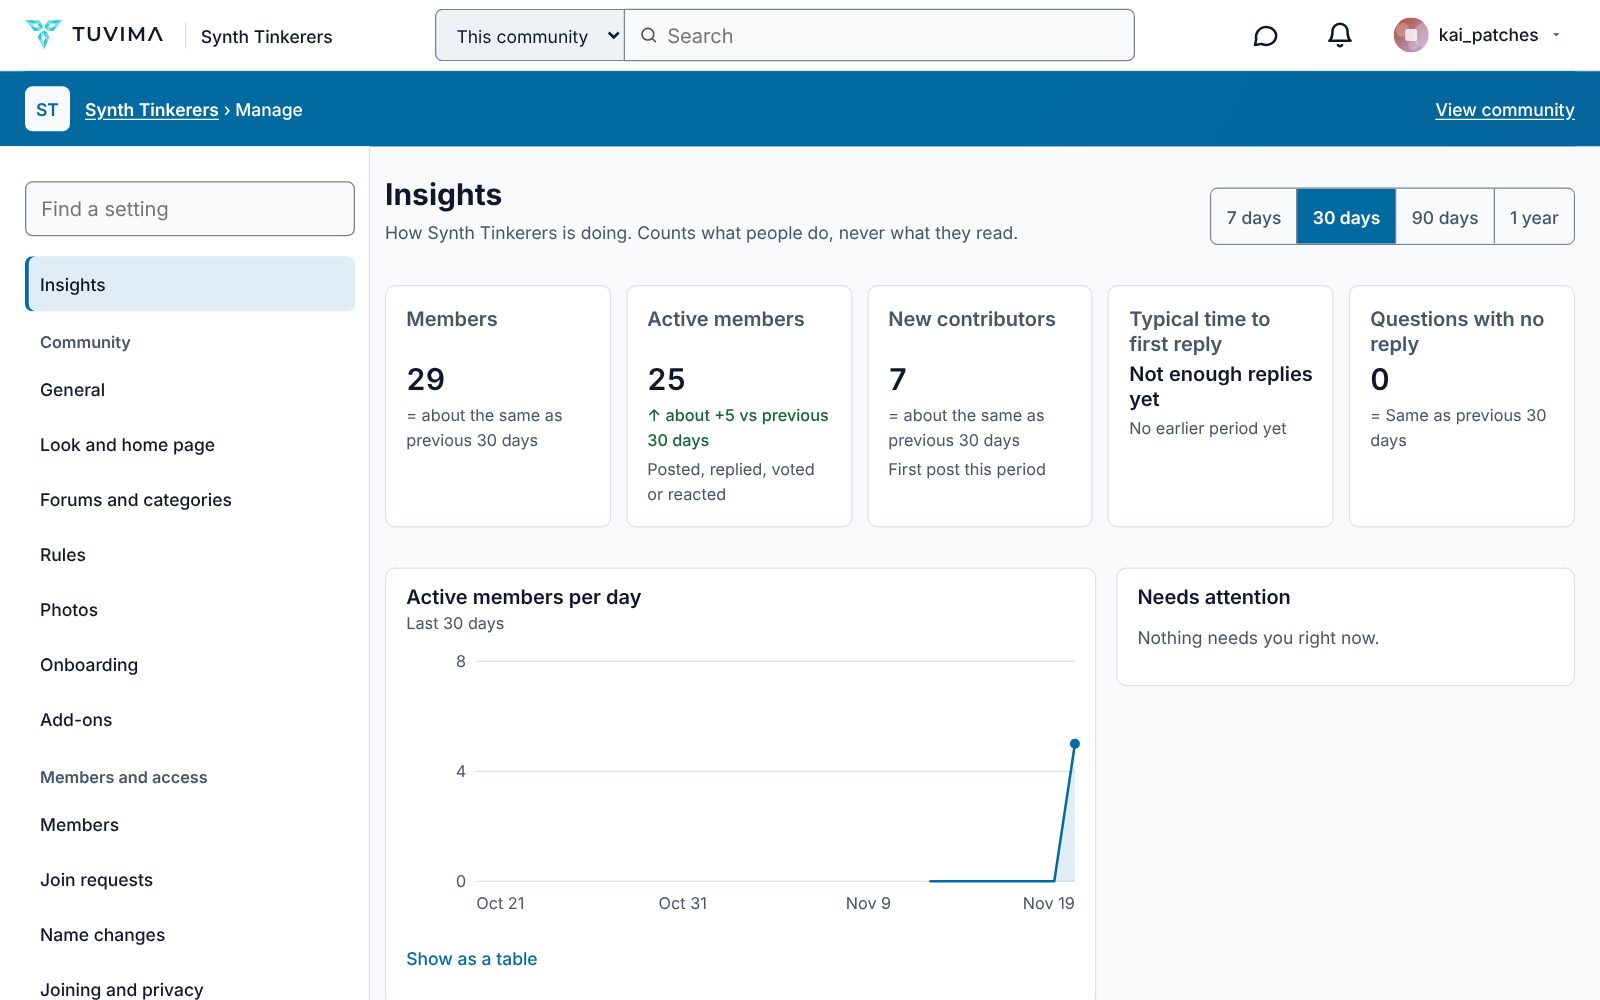 TUVIMA
Synth Tinkerers
This community
Search
kai_patches
ST
Synth Tinkerers › Manage
View community
Find a setting
Insights
Community
General
Look and home page
Forums and categories
Rules
Photos
Onboarding
Add-ons
Members and access
Members
Join requests
Name changes
Joining and privacy
Insights
How Synth Tinkerers is doing. Counts what people do, never what they read.
7 days
30 days
90 days
1 year
Members
29
= about the same as
previous 30 days
Active members
25
↑ about +5 vs previous
30 days
Posted, replied, voted
or reacted
New contributors
7
= about the same as
previous 30 days
First post this period
Typical time to
first reply
Not enough replies
yet
No earlier period yet
Questions with no
reply
0
= Same as previous 30
days
Active members per day
Last 30 days
8
4
0
Oct 21
Oct 31
Nov 9
Nov 19
Show as a table
Needs attention
Nothing needs you right now.